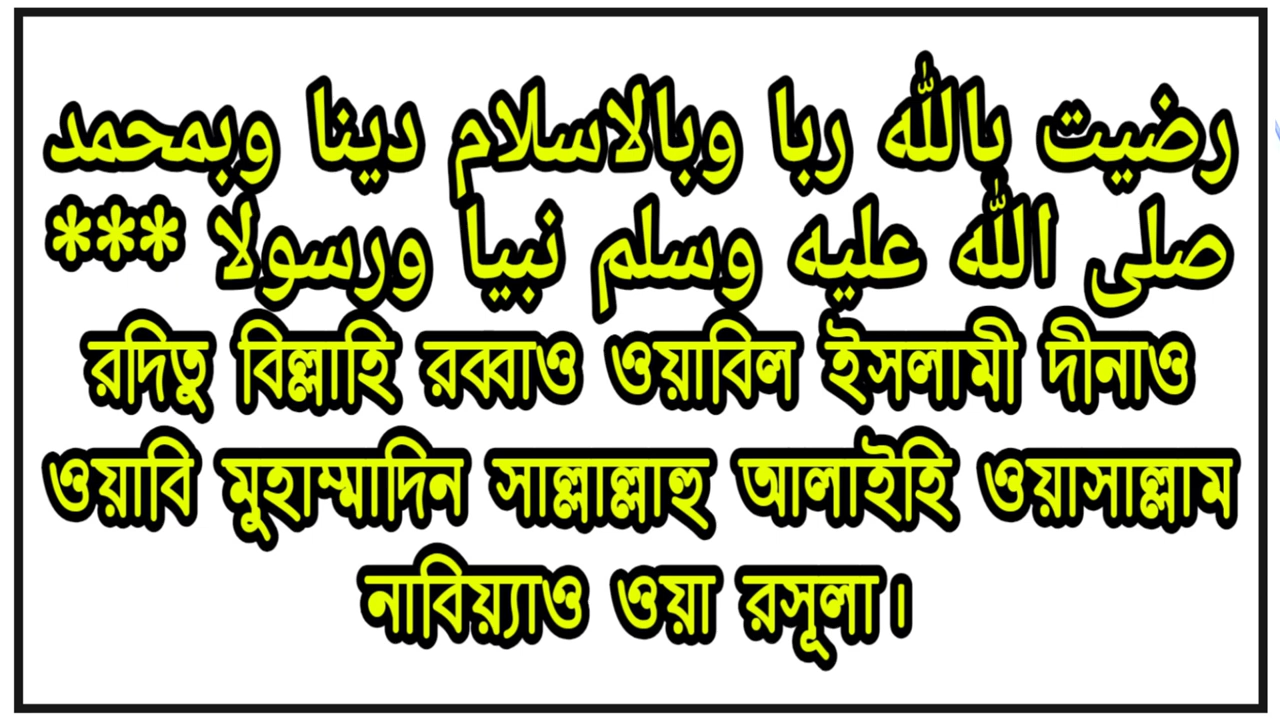 رضيت بالله ربا وبالاسلام دينا وبمحمد
صلى الله عليه وسلم نبيا ورسولا ***
রদিতু বিল্লাহি রব্বাও ওয়াবিল ইসলামী দীনাও
ওয়াবি মুহাম্মাদিন সাল্লাল্লাহু আলাইহি ওয়াসাল্লাম
নাবিয়্যাও ওয়া রসূলা।